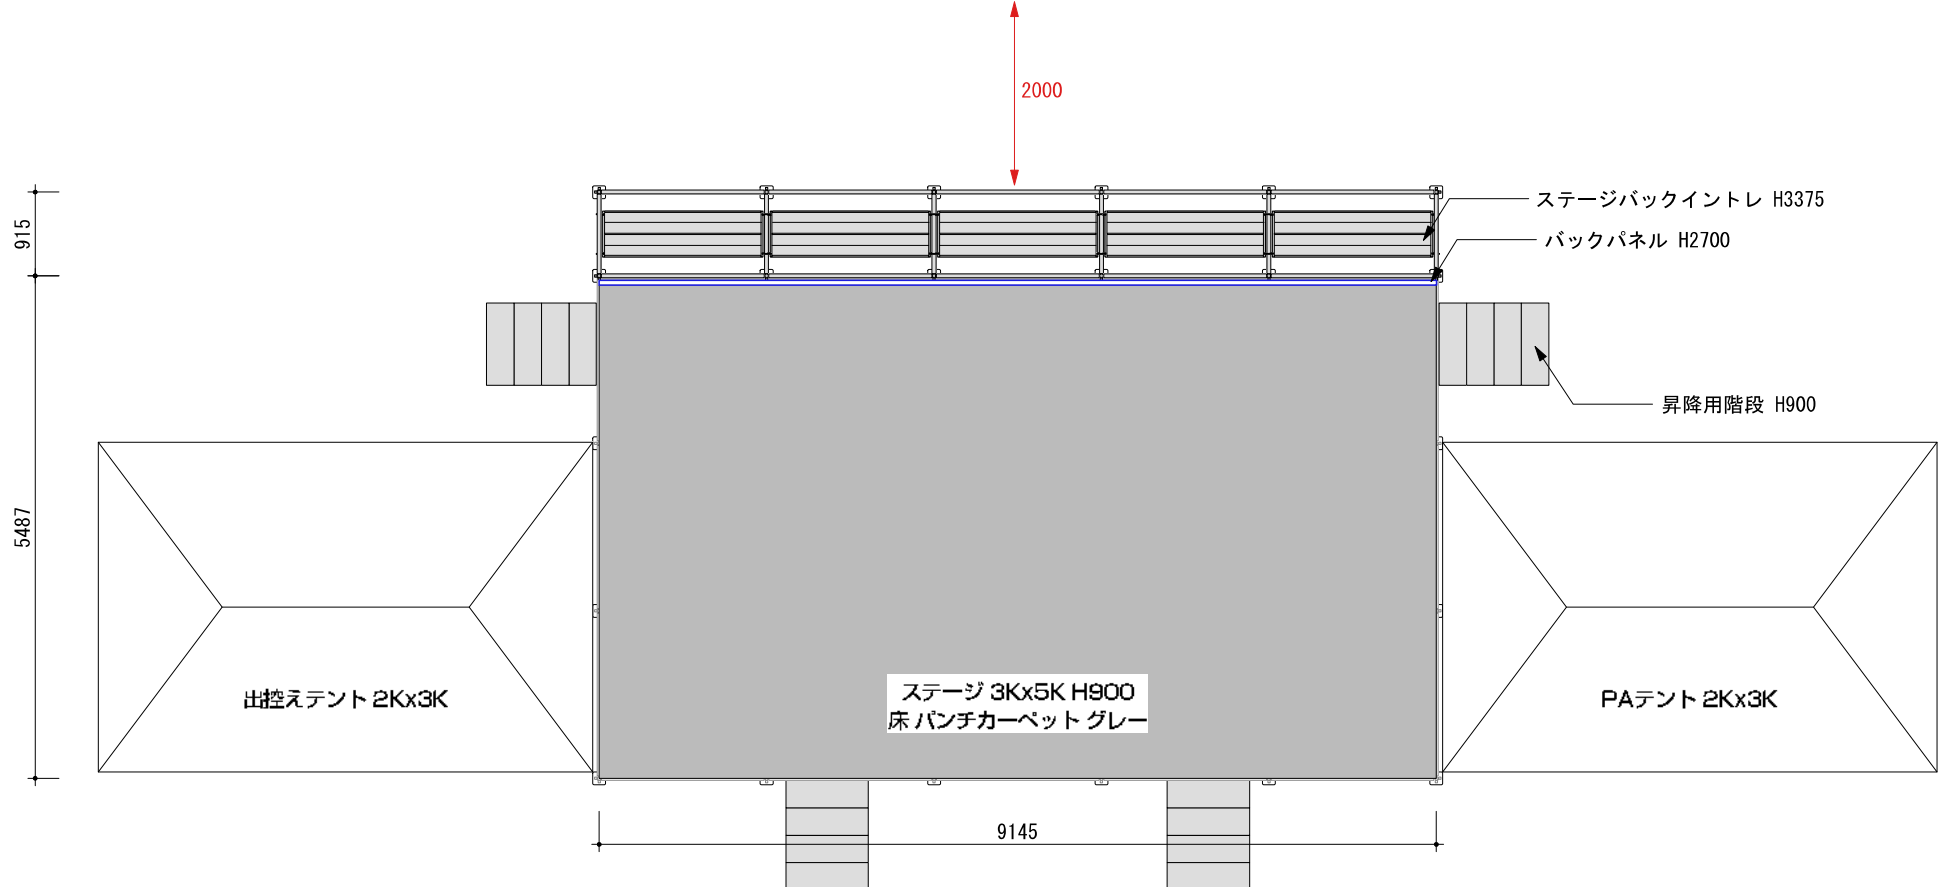 2000
ステージバックイントレ H3375
915
バックパネル H2700
昇降用階段 H900
5487
出控えテント 2Kx3K
ステージ 3Kx5K H900
床 パンチカーペット グレー
PAテント 2Kx3K
9145